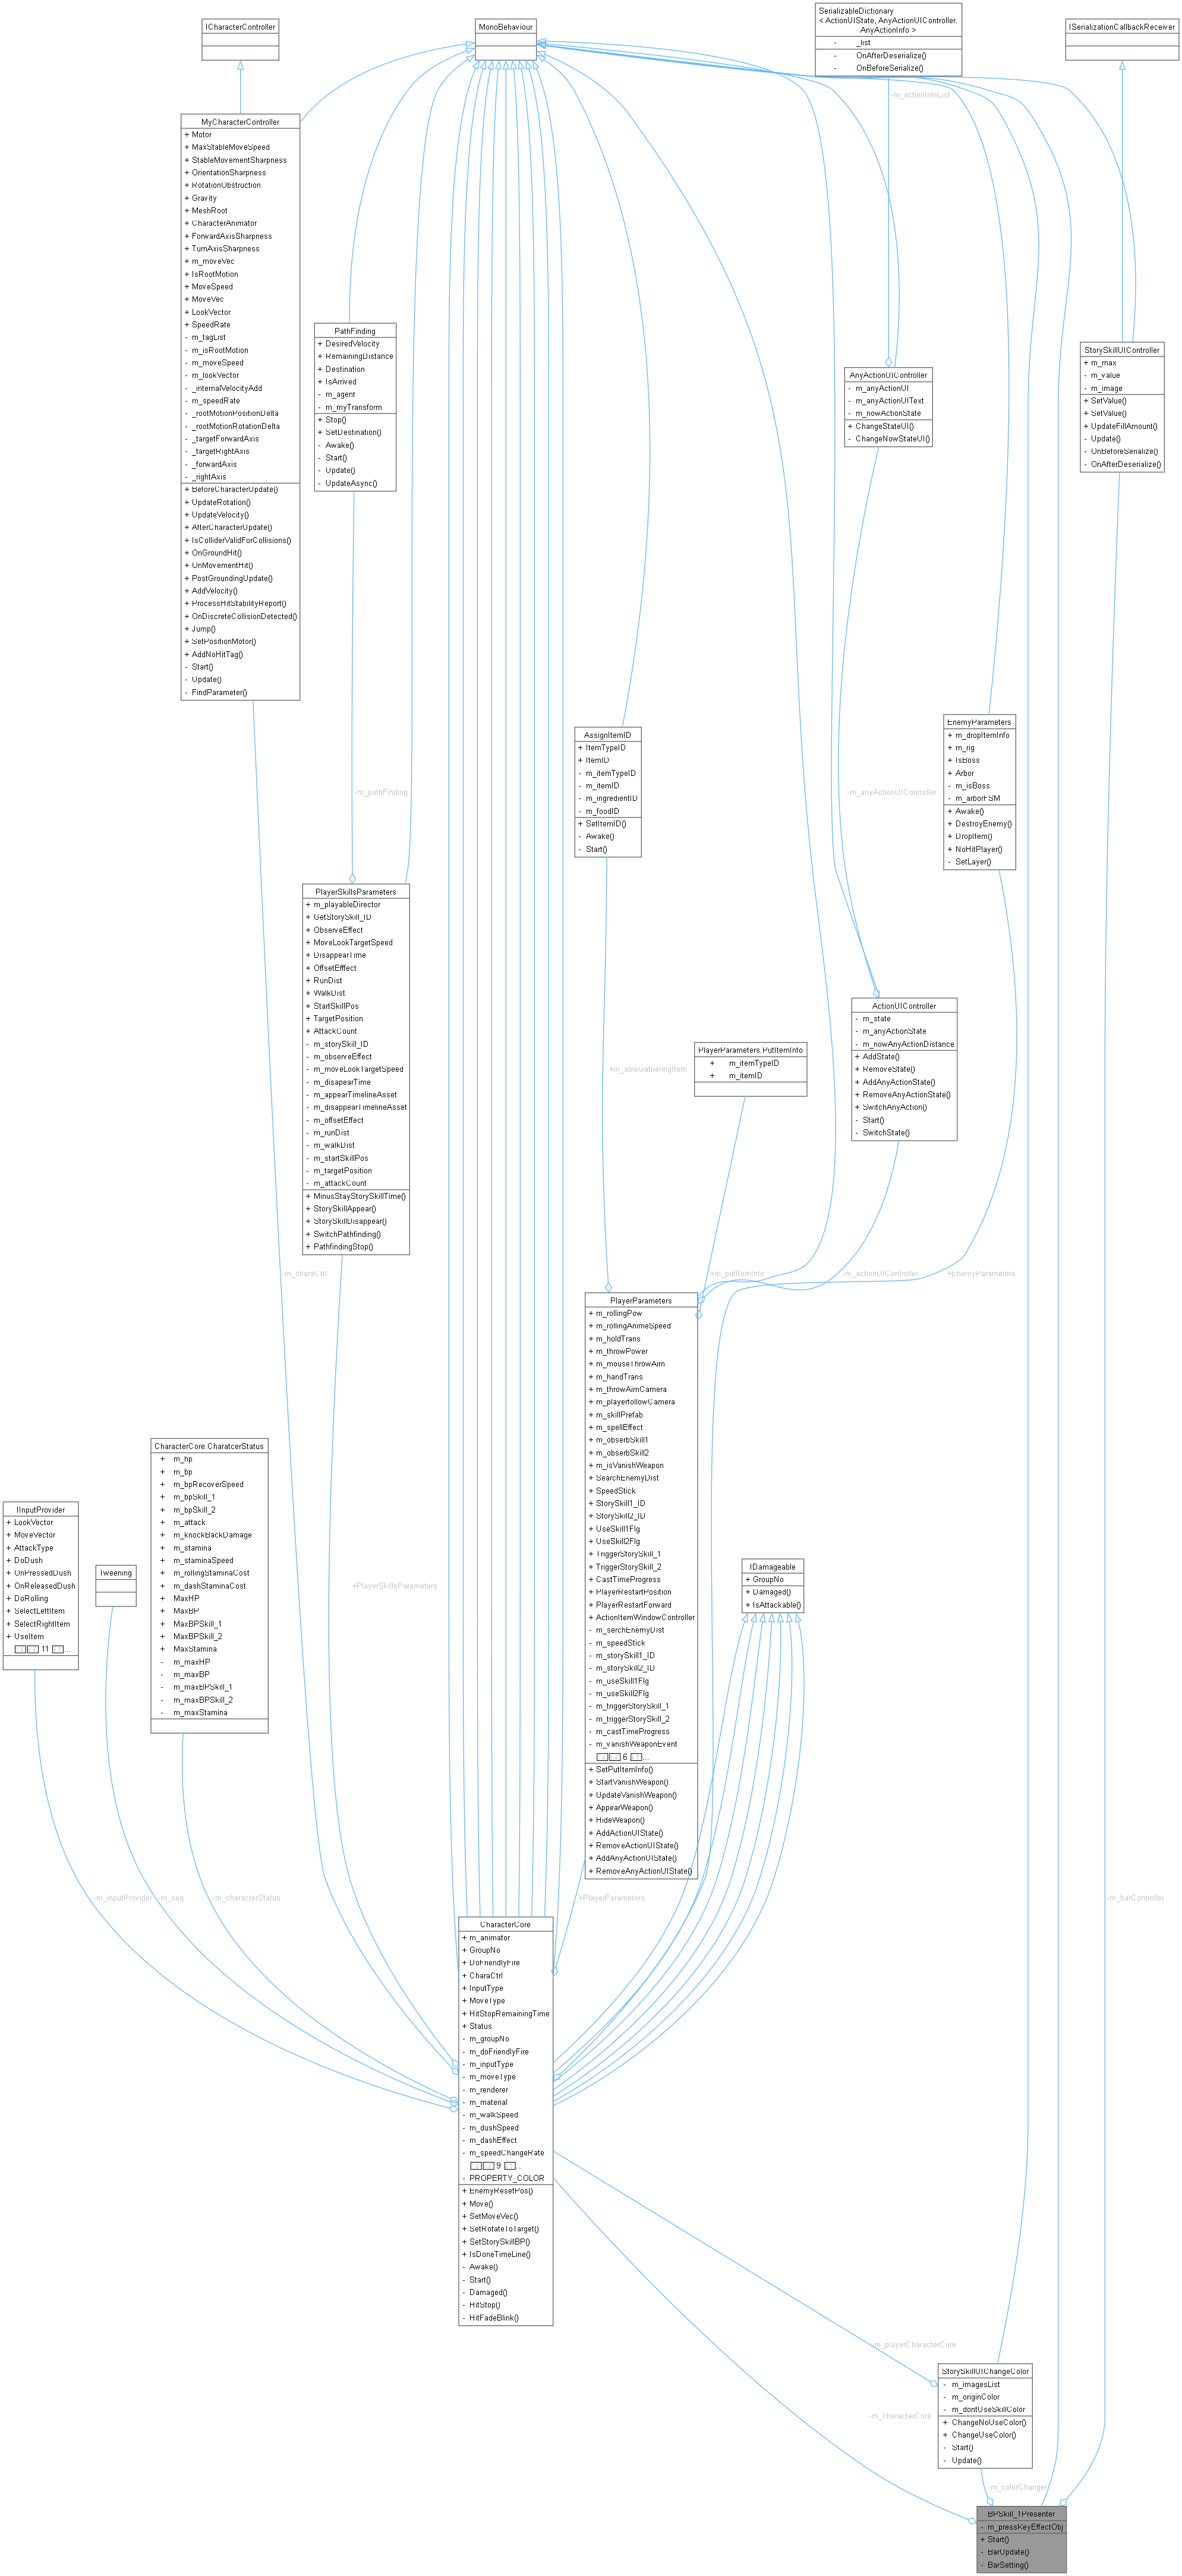 ICharacterController
MonoBehaviour
SerializableDictionary
< ActionUIState, AnyActionUIController.
AnyActionInfo >
- _list
- OnAfterDeserialize()
- OnBeforeSerialize()
ISerializationCallbackReceiver
-m_actionInfoList
MyCharacterController
+ Motor
+ MaxStableMoveSpeed
+ StableMovementSharpness
+ OrientationSharpness
+ RotationObstruction
+ Gravity
+ MeshRoot
+ CharacterAnimator
+ ForwardAxisSharpness
+ TurnAxisSharpness
+ m_moveVec
+ IsRootMotion
+ MoveSpeed
+ MoveVec
+ LookVector
+ SpeedRate
- m_tagList
- m_isRootMotion
- m_moveSpeed
- m_lookVector
- _internalVelocityAdd
- m_speedRate
- _rootMotionPositionDelta
- _rootMotionRotationDelta
- _targetForwardAxis
- _targetRightAxis
- _forwardAxis
- _rightAxis
+ BeforeCharacterUpdate()
+ UpdateRotation()
+ UpdateVelocity()
+ AfterCharacterUpdate()
+ IsColliderValidForCollisions()
+ OnGroundHit()
+ OnMovementHit()
+ PostGroundingUpdate()
+ AddVelocity()
+ ProcessHitStabilityReport()
+ OnDiscreteCollisionDetected()
+ Jump()
+ SetPositionMotor()
+ AddNoHitTag()
- Start()
- Update()
- FindParameter()
PathFinding
+ DesiredVelocity
+ RemainingDistance
+ Destination
+ IsArrived
- m_agent
- m_myTransform
+ Stop()
+ SetDestination()
- Awake()
- Start()
- Update()
- UpdateAsync()
AnyActionUIController
- m_anyActionUI
- m_anyActionUIText
- m_nowActionState
+ ChangeStateUI()
- ChangeNowStateUI()
StorySkillUIController
+ m_max
- m_value
- m_image
+ SetValue()
+ SetValue()
+ UpdateFillAmount()
- Update()
- OnBeforeSerialize()
- OnAfterDeserialize()
AssignItemID
+ ItemTypeID
+ ItemID
- m_itemTypeID
- m_itemID
- m_ingredientID
- m_foodID
+ SetItemID()
- Awake()
- Start()
EnemyParameters
+ m_dropItemInfo
+ m_rig
+ IsBoss
+ Arbor
- m_isBoss
- m_arborFSM
+ Awake()
+ DestroyEnemy()
+ DropItem()
+ NoHitPlayer()
- SetLayer()
-m_pathFinding
-m_anyActionUIController
PlayerSkillsParameters
+ m_playableDirector
+ GetStorySkill_ID
+ ObserveEffect
+ MoveLookTargetSpeed
+ DisappearTime
+ OffsetEfffect
+ RunDist
+ WalkDist
+ StartSkillPos
+ TargetPosition
+ AttackCount
- m_storySkill_ID
- m_observeEffect
- m_moveLookTargetSpeed
- m_disapearTime
- m_appearTimelineAsset
- m_disappearTimelineAsset
- m_offsetEffect
- m_runDist
- m_walkDist
- m_startSkillPos
- m_targetPosition
- m_attackCount
+ MinusStayStorySkillTime()
+ StorySkillAppear()
+ StorySkillDisappear()
+ SwitchPathfinding()
+ PathfindingStop()
ActionUIController
- m_state
- m_anyActionState
- m_nowAnyActionDistance
+ AddState()
+ RemoveState()
+ AddAnyActionState()
+ RemoveAnyActionState()
+ SwitchAnyAction()
- Start()
- SwitchState()
PlayerParameters.PutItemInfo
+ m_itemTypeID
+ m_itemID
+m_ableGatheringItem
-m_charaCtrl
+m_putItemInfo
-m_actionUIController
+EnemyParameters
PlayerParameters
+ m_rollingPow
+ m_rollingAnimeSpeed
+ m_holdTrans
+ m_throwPower
+ m_mouseThrowAim
+ m_handTrans
+ m_throwAimCamera
+ m_playerfollowCamera
+ m_skillPrefab
+ m_spellEffect
+ m_obserbSkill1
+ m_obserbSkill2
+ m_isVanishWeapon
+ SearchEnemyDist
+ SpeedStick
+ StorySkill1_ID
+ StorySkill2_ID
+ UseSkill1Flg
+ UseSkill2Flg
+ TriggerStorySkill_1
+ TriggerStorySkill_2
+ CastTimeProgress
+ PlayerRestartPosition
+ PlayerRestartForward
+ ActionItemWindowController
- m_serchEnemyDist
- m_speedStick
- m_storySkill1_ID
- m_storySkill2_ID
- m_useSkill1Flg
- m_useSkill2Flg
- m_triggerStorySkill_1
- m_triggerStorySkill_2
- m_castTimeProgress
- m_vanishWeaponEvent
6 ...
+ SetPutItemInfo()
+ StartVanishWeapon()
+ UpdateVanishWeapon()
+ AppearWeapon()
+ HideWeapon()
+ AddActionUIState()
+ RemoveActionUIState()
+ AddAnyActionUIState()
+ RemoveAnyActionUIState()
CharacterCore.CharatcerStatus
+ m_hp
+ m_bp
+ m_bpRecoverSpeed
+ m_bpSkill_1
+ m_bpSkill_2
+ m_attack
+ m_knockBackDamage
+ m_stamina
+ m_staminaSpeed
+ m_rollingStaminaCost
+ m_dashStaminaCost
+ MaxHP
+ MaxBP
+ MaxBPSkill_1
+ MaxBPSkill_2
+ MaxStamina
- m_maxHP
- m_maxBP
- m_maxBPSkill_1
- m_maxBPSkill_2
- m_maxStamina
IInputProvider
+ LookVector
+ MoveVector
+ AttackType
+ DoDush
+ OnPressedDush
+ OnReleasedDush
+ DoRolling
+ SelectLeftItem
+ SelectRightItem
+ UseItem
11 ...
Tweening
+PlayerSkillsParameters
IDamageable
+ GroupNo
+ Damaged()
+ IsAttackable()
-m_inputProvider
-m_seq
-m_characterStatus
+PlayerParameters
-m_barController
CharacterCore
+ m_animator
+ GroupNo
+ DoFriendlyFire
+ CharaCtrl
+ InputType
+ MoveType
+ HitStopRemainingTime
+ Status
- m_groupNo
- m_doFriendlyFire
- m_inputType
- m_moveType
- m_renderer
- m_material
- m_walkSpeed
- m_dushSpeed
- m_dashEffect
- m_speedChangeRate
9 ...
- PROPERTY_COLOR
+ EnemyResetPos()
+ Move()
+ SetMoveVec()
+ SetRotateToTarget()
+ SetStorySkillBP()
+ IsDoneTimeLine()
- Awake()
- Start()
- Damaged()
- HitStop()
- HitFadeBlink()
-m_playerCharacterCore
StorySkillUIChangeColor
- m_imagesList
- m_originColor
- m_dontUseSkillColor
+ ChangeNoUseColor()
+ ChangeUseColor()
- Start()
- Update()
-m_characterCore
-m_colorChanger
BPSkill_1Presenter
- m_pressKeyEffectObj
+ Start()
- BarUpdate()
- BarSetting()